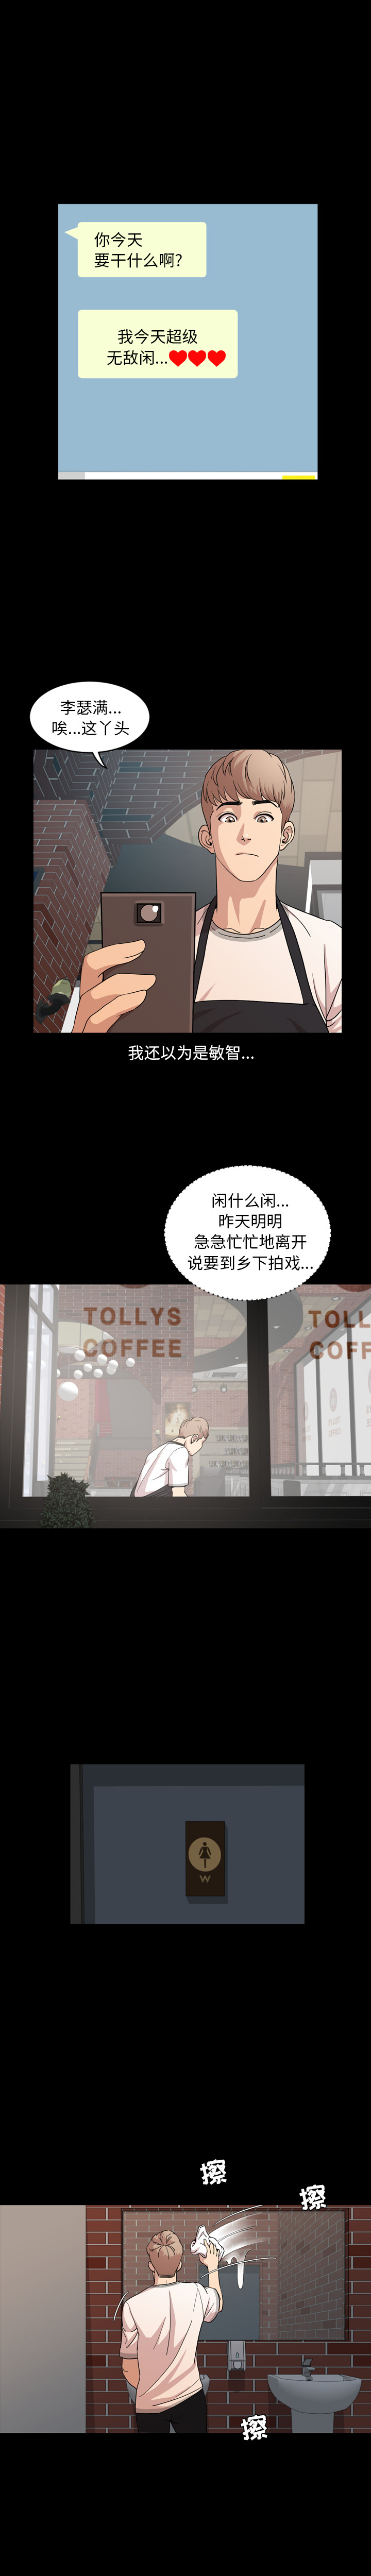 你今天
要干什么啊?
我今天超级
无敌闲...♥♥♥
李瑟满...
唉...这丫头
我还以为是敏智...
闲什么闲...
昨天明明
急急忙忙地离开
说要到乡下拍戏...
TOLLYS
COFFEE
TOLLY
COFF
W
擦
擦
擦